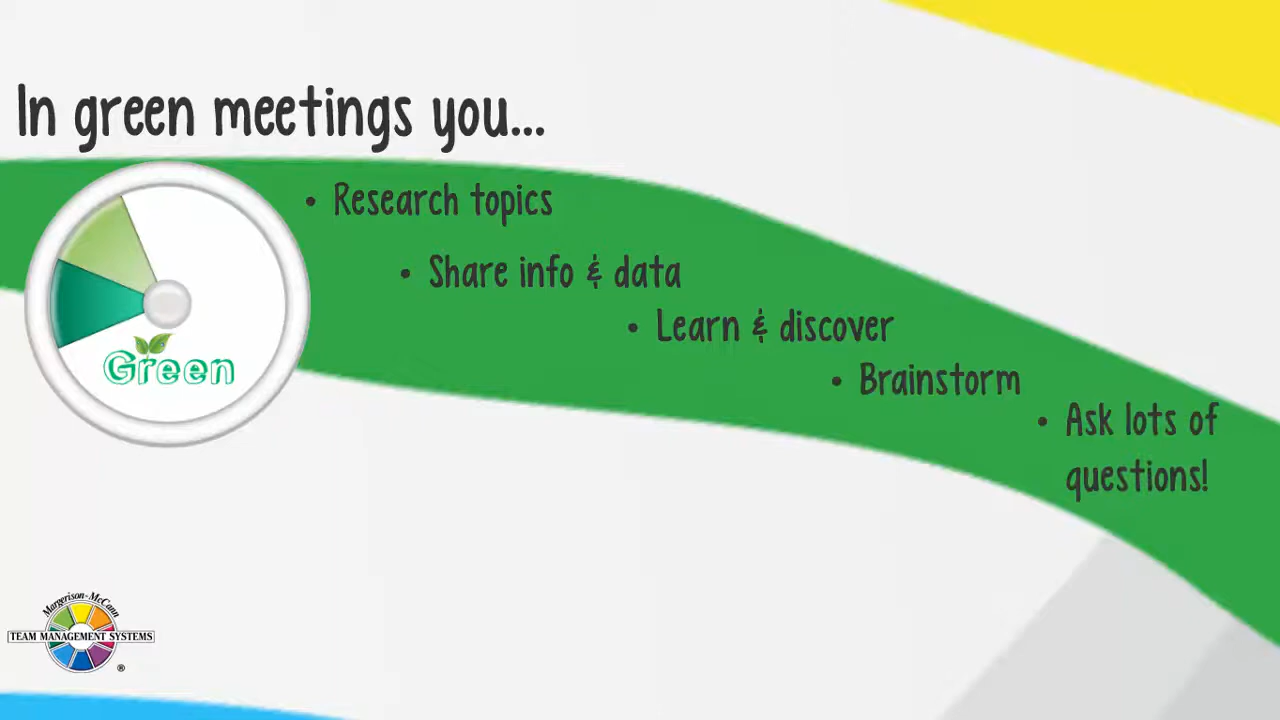 In green meetings you...
• Research topics
• Share info & data
• Learn & discover
• Brainstorm
• Ask lots of
questions!
Green
Margerison-McCann
TEAM MANAGEMENT SYSTEMS
®